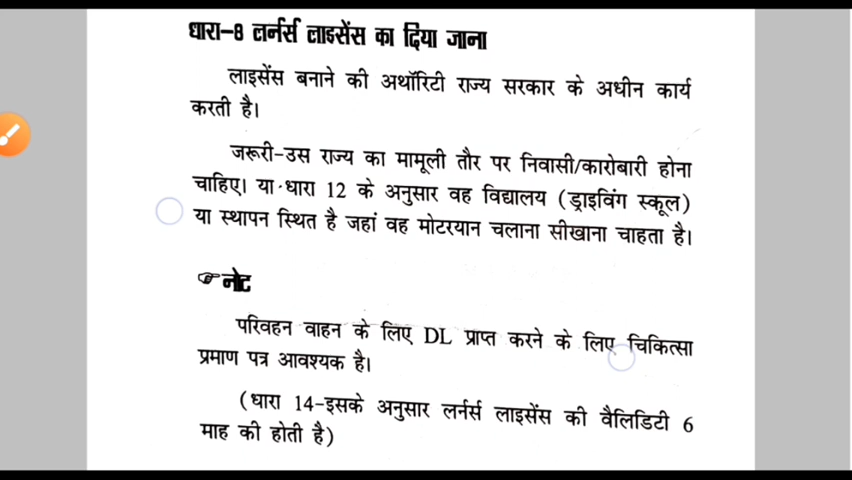 धारा-8 लर्नर्स लाइसेंस का दिया जाना
लाइसेंस बनाने की अथॉरिटी राज्य सरकार के अधीन कार्य
करती है।
जरूरी-उस राज्य का मामूली तौर पर निवासी/कारोबारी होना
चाहिए। या धारा 12 के अनुसार वह विद्यालय (ड्राइविंग स्कूल)
या स्थापन स्थित है जहां वह मोटरयान चलाना सीखाना चाहता है।
☞नोट
परिवहन वाहन के लिए DL प्राप्त करने के लिए चिकित्सा
प्रमाण पत्र आवश्यक है।
(धारा 14-इसके अनुसार लर्नर्स लाइसेंस की वैलिडिटी 6
माह की होती है)